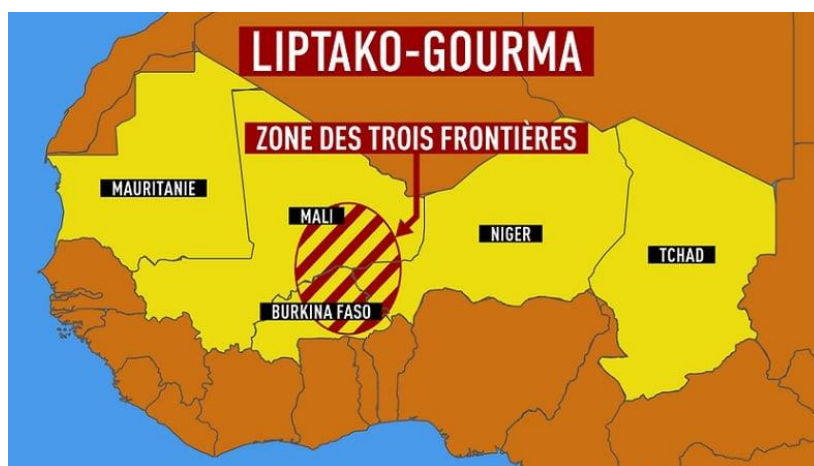 LIPTAKO-GOURMA
ZONE DES TROIS FRONTIÈRES
MAURITANIE
MALI
NIGER
TCHAD
BURKINA FASO